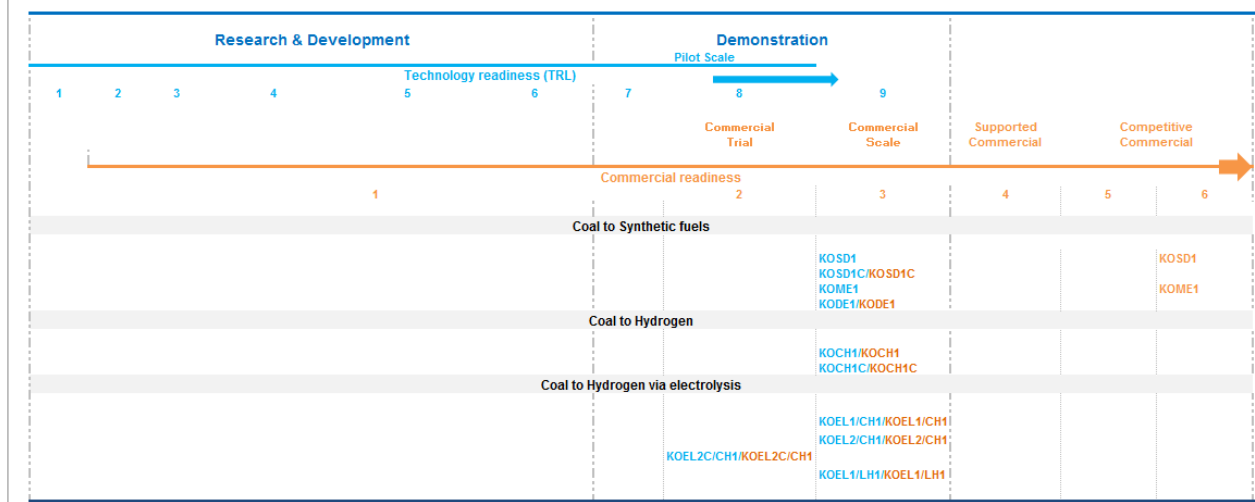 Research & Development Demonstration
Pilot Scale
Technology readiness (TRL)
1 2 3 4 5 6 7 8 9
Commercial Commercial Supported Competitive
Trial Scale Commercial Commercial
Commercial readiness
1 2 3 4 5 6
Coal to Synthetic fuels
KOSD1 KOSD1
KOSD1C/KOSD1C
KOME1 KOME1
KODE1/KODE1
Coal to Hydrogen
KOCH1/KOCH1
KOCH1C/KOCH1C
Coal to Hydrogen via electrolysis
KOEL1/CH1/KOEL1/CH1
KOEL2/CH1/KOEL2/CH1
KOEL2C/CH1/KOEL2C/CH1
KOEL1/LH1/KOEL1/LH1